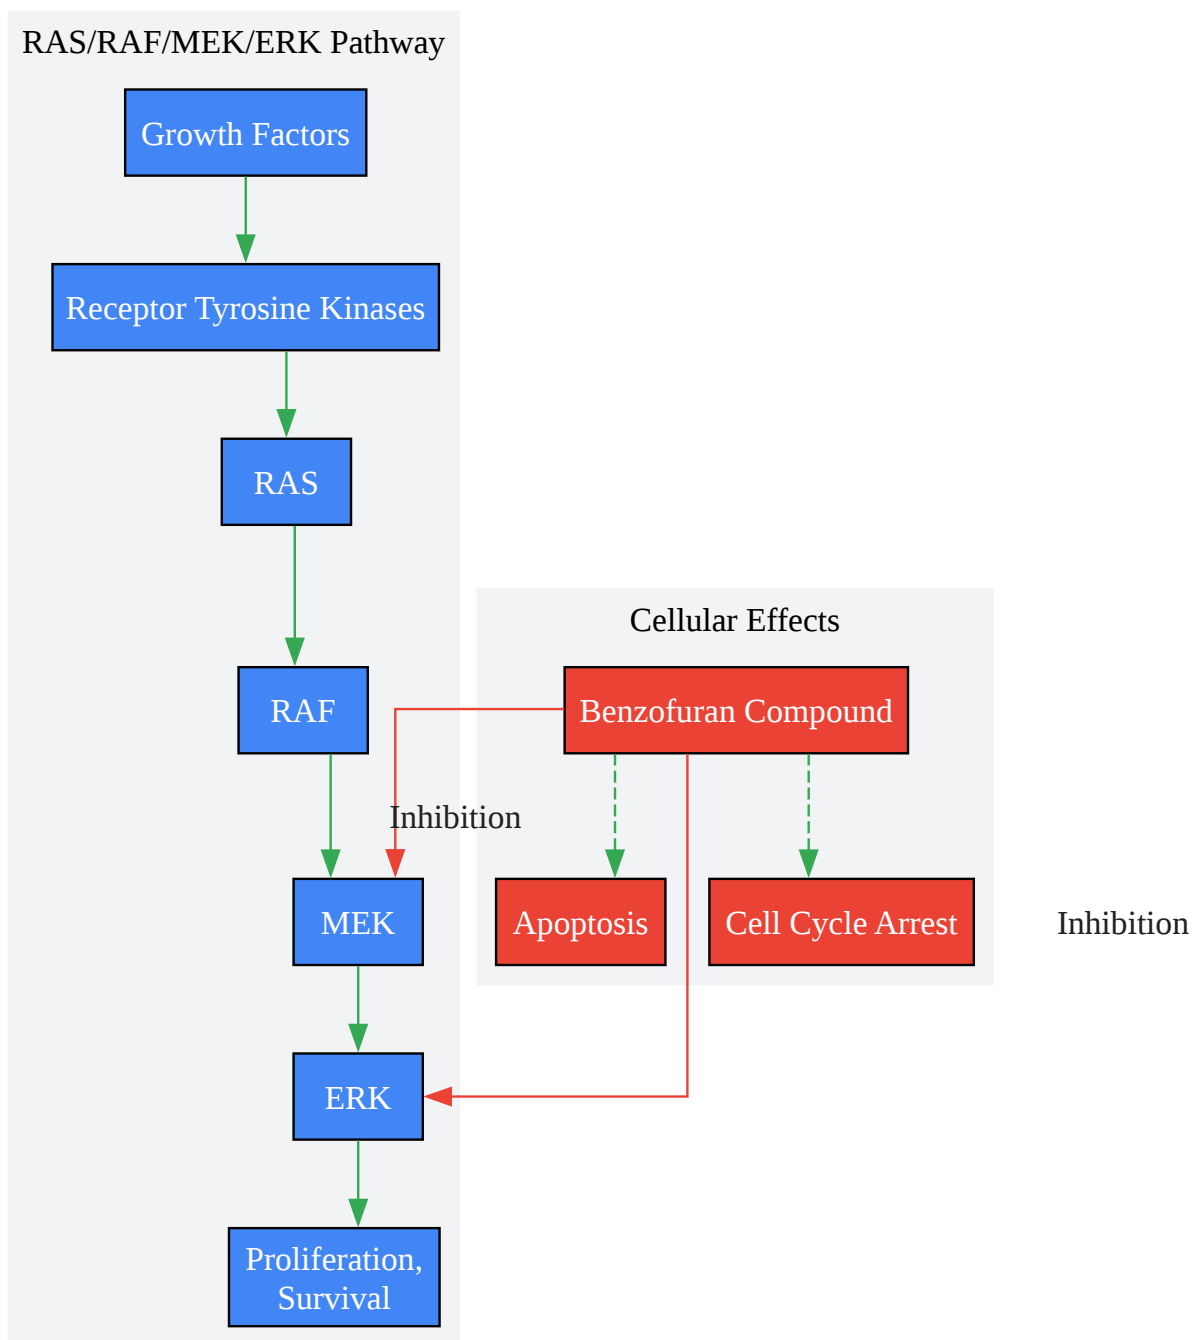 RAS/RAF/MEK/ERK Pathway
Growth Factors
Receptor Tyrosine Kinases
RAS
Cellular Effects
RAF
Benzofuran Compound
Inhibition
MEK
Apoptosis
Cell Cycle Arrest
Inhibition
ERK
Proliferation,
Survival